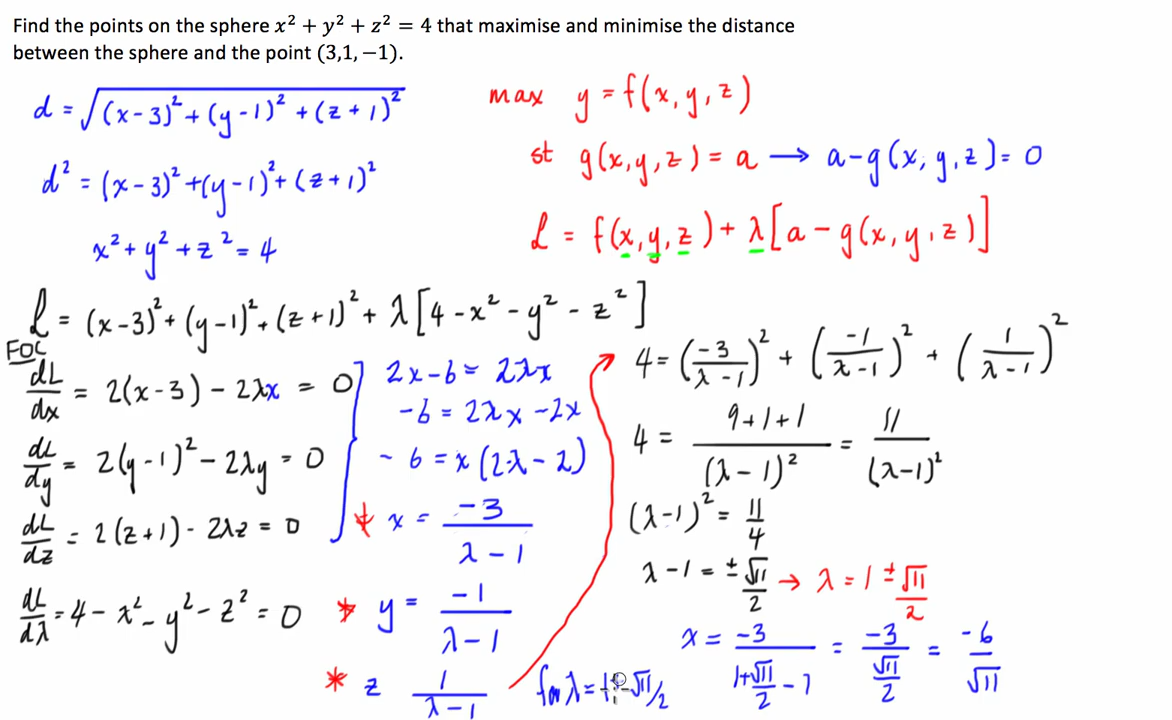 Find the points on the sphere x² + y² + z² = 4 that maximise and minimise the distance
between the sphere and the point (3,1,−1).
d = √((x-3)² + (y-1)² + (z+1)²)
d² = (x-3)² + (y-1)² + (z+1)²
x² + y² + z² = 4
max y = f(x,y,z)
st g(x,y,z) = a → a - g(x,y,z) = 0
ℒ = f(x,y,z) + λ[a - g(x,y,z)]
ℒ = (x-3)² + (y-1)² + (z+1)² + λ[4 - x² - y² - z²]
FOC
dL/dx = 2(x-3) - 2λx = 0
dL/dy = 2(y-1)² - 2λy = 0
dL/dz = 2(z+1) - 2λz = 0
dL/dλ = 4 - x² - y² - z² = 0
2x-6 = 2λx
-6 = 2λx - 2x
-6 = x(2λ - 2)
* x = -3/(λ-1)
* y = -1/(λ-1)
* z 1/(λ-1)
4 = (-3/(λ-1))² + (-1/(λ-1))² + (1/(λ-1))²
4 = (9+1+1)/(λ-1)² = 11/(λ-1)²
(λ-1)² = 11/4
λ-1 = ±√11/2 → λ = 1 ± √11/2
for λ = 1+√11/2
x = -3/(1+√11/2 - 1) = -3/(√11/2) = -6/√11